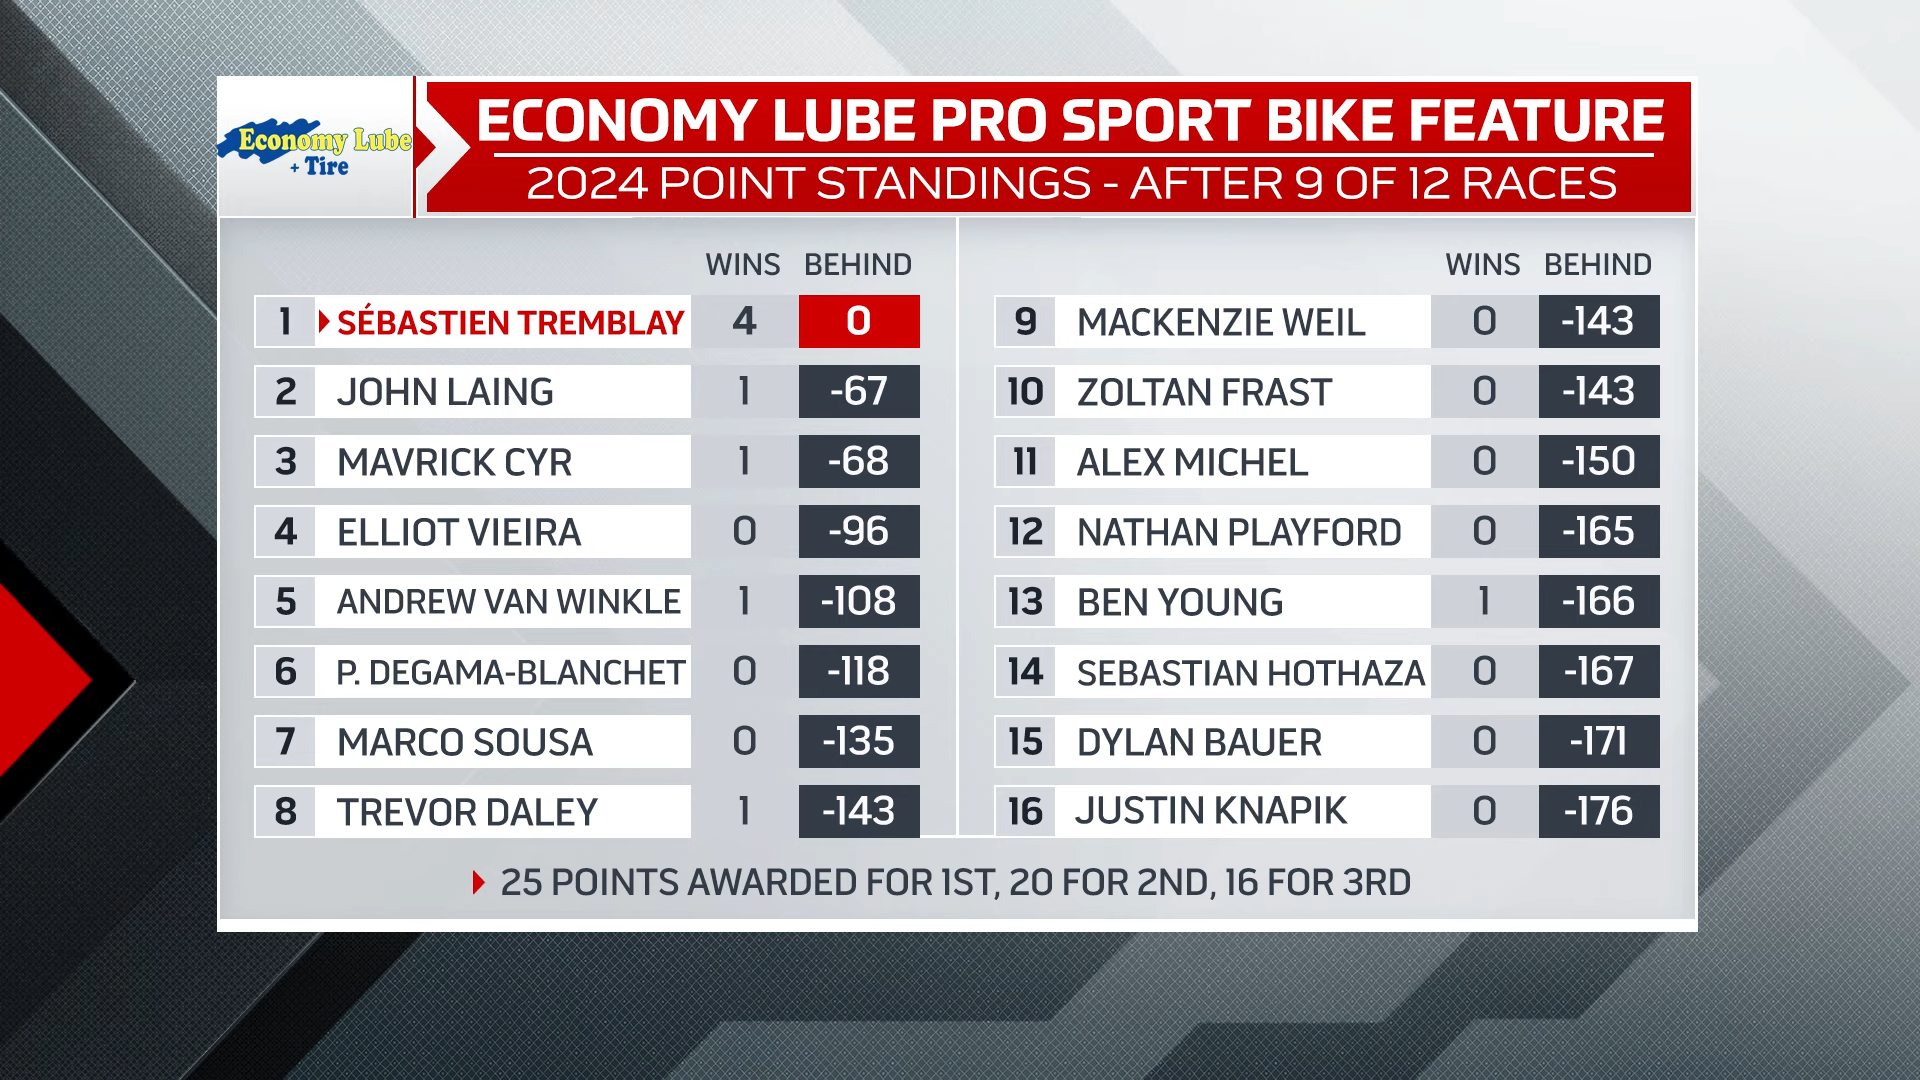 Economy Lube
+ Tire
ECONOMY LUBE PRO SPORT BIKE FEATURE
2024 POINT STANDINGS - AFTER 9 OF 12 RACES
WINS BEHIND
1 SÉBASTIEN TREMBLAY 4 0
2 JOHN LAING 1 -67
3 MAVRICK CYR 1 -68
4 ELLIOT VIEIRA 0 -96
5 ANDREW VAN WINKLE 1 -108
6 P. DEGAMA-BLANCHET 0 -118
7 MARCO SOUSA 0 -135
8 TREVOR DALEY 1 -143
WINS BEHIND
9 MACKENZIE WEIL 0 -143
10 ZOLTAN FRAST 0 -143
11 ALEX MICHEL 0 -150
12 NATHAN PLAYFORD 0 -165
13 BEN YOUNG 1 -166
14 SEBASTIAN HOTHAZA 0 -167
15 DYLAN BAUER 0 -171
16 JUSTIN KNAPIK 0 -176
25 POINTS AWARDED FOR 1ST, 20 FOR 2ND, 16 FOR 3RD